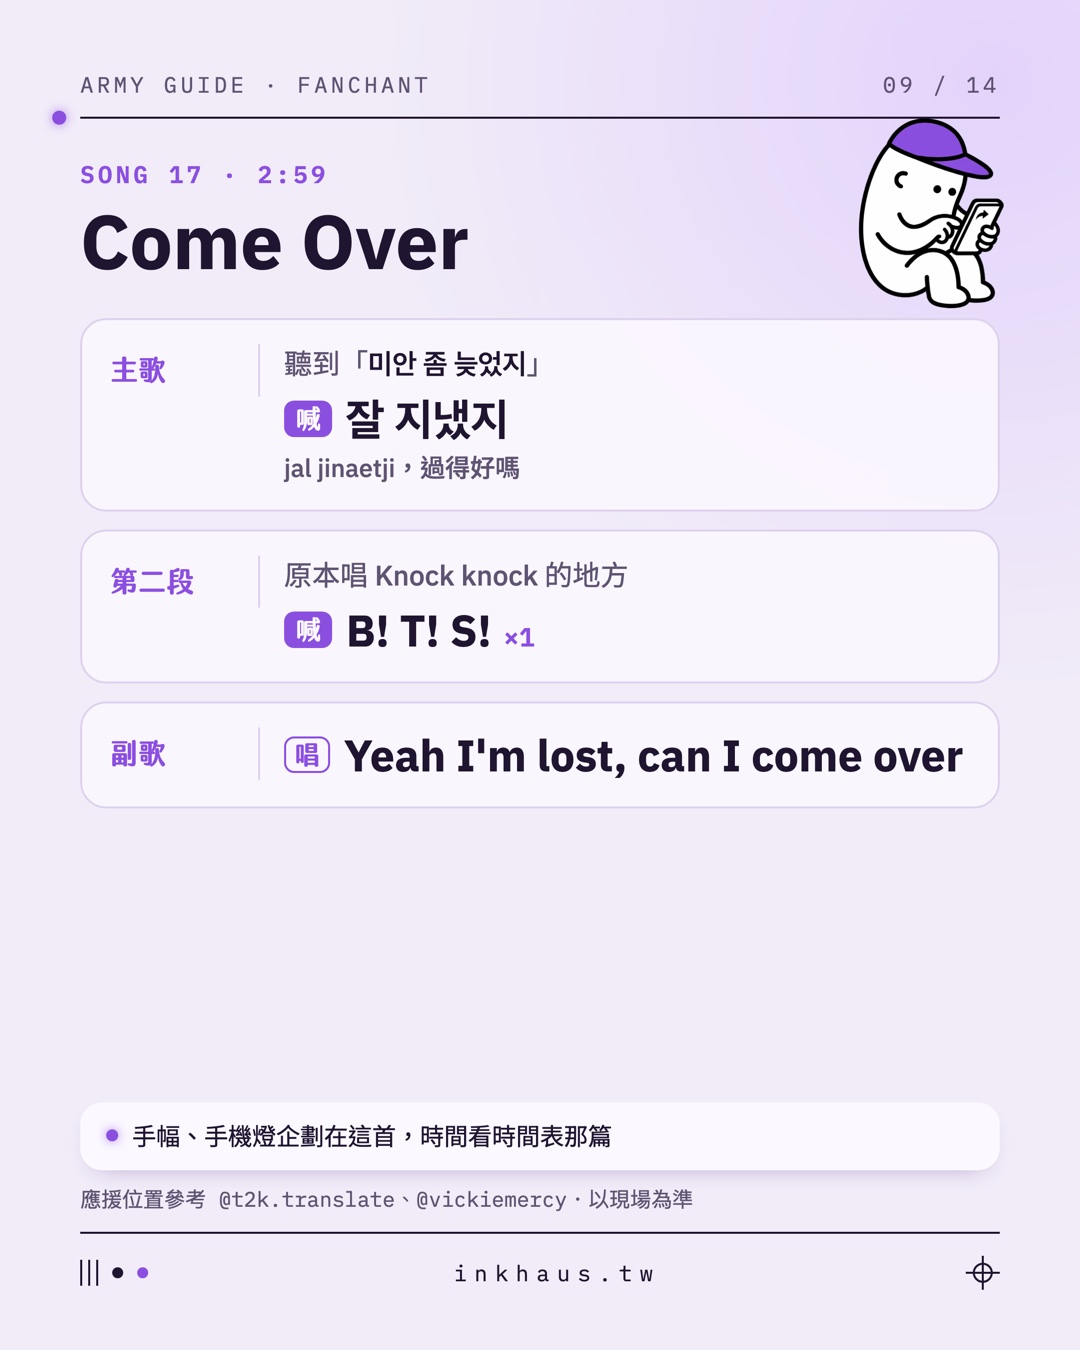 ARMY GUIDE · FANCHANT
09 / 14
SONG 17 · 2:59
Come Over
主歌
聽到「미안 좀 늦었지」
喊 잘 지냈지
jal jinaetji，過得好嗎
第二段
原本唱 Knock knock 的地方
喊 B! T! S! ×1
副歌
唱 Yeah I'm lost, can I come over
手幅、手機燈企劃在這首，時間看時間表那篇
應援位置參考 @t2k.translate、@vickiemercy · 以現場為準
inkhaus.tw